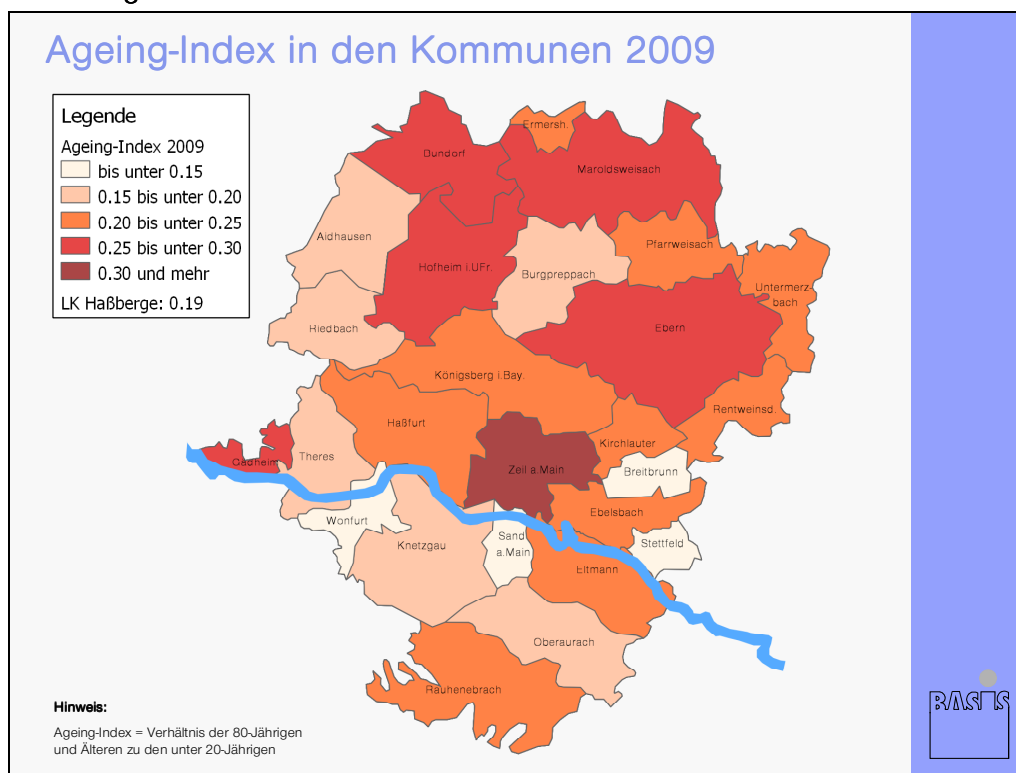 Ageing-Index in den Kommunen 2009
Legende
Ageing-Index 2009
bis unter 0.15
0.15 bis unter 0.20
0.20 bis unter 0.25
0.25 bis unter 0.30
0.30 und mehr
LK Haßberge: 0.19
Ermersh.
Bundorf
Maroldsweisach
Aidhausen
Pfarrweisach
Hofheim i.UFr.
Burgpreppach
Untermerz-
bach
Riedbach
Ebern
Königsberg i.Bay.
Rentweinsd.
Haßfurt
Kirchlauter
Gädheim
Theres
Zeil a.Main
Breitbrunn
Ebelsbach
Wonfurt
Sand
a.Main
Knetzgau
Stettfeld
Eltmann
Oberaurach
Rauhenebrach
Hinweis:
Ageing-Index = Verhältnis der 80-Jährigen
und Älteren zu den unter 20-Jährigen
BASIS